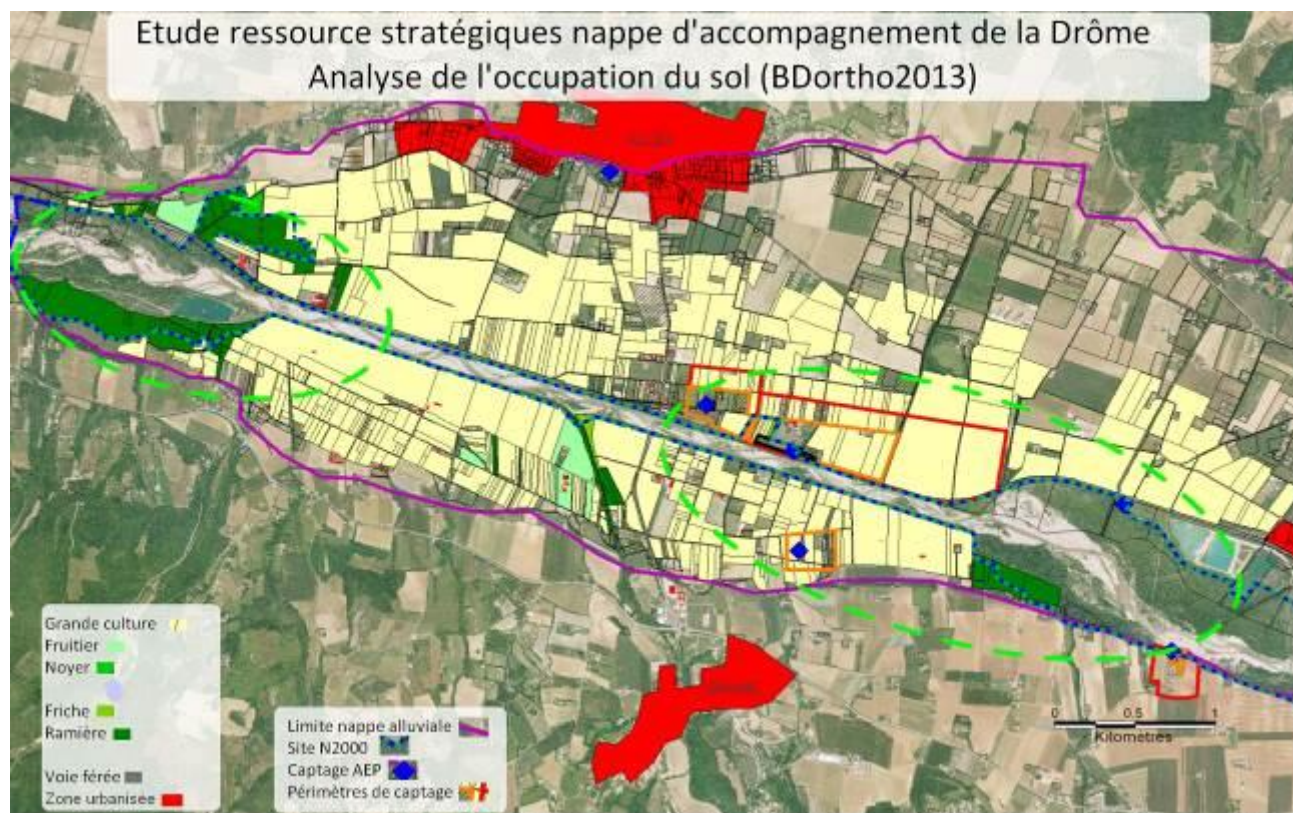 Etude ressource stratégiques nappe d'accompagnement de la Drôme
Analyse de l'occupation du sol (BDortho2013)
Grande culture
Fruitier
Noyer
Friche
Ramière
Voie férée
Zone urbanisee
Limite nappe alluviale
Site N2000
Captage AEP
Périmètres de captage
0 0.5 1
Kilomètres